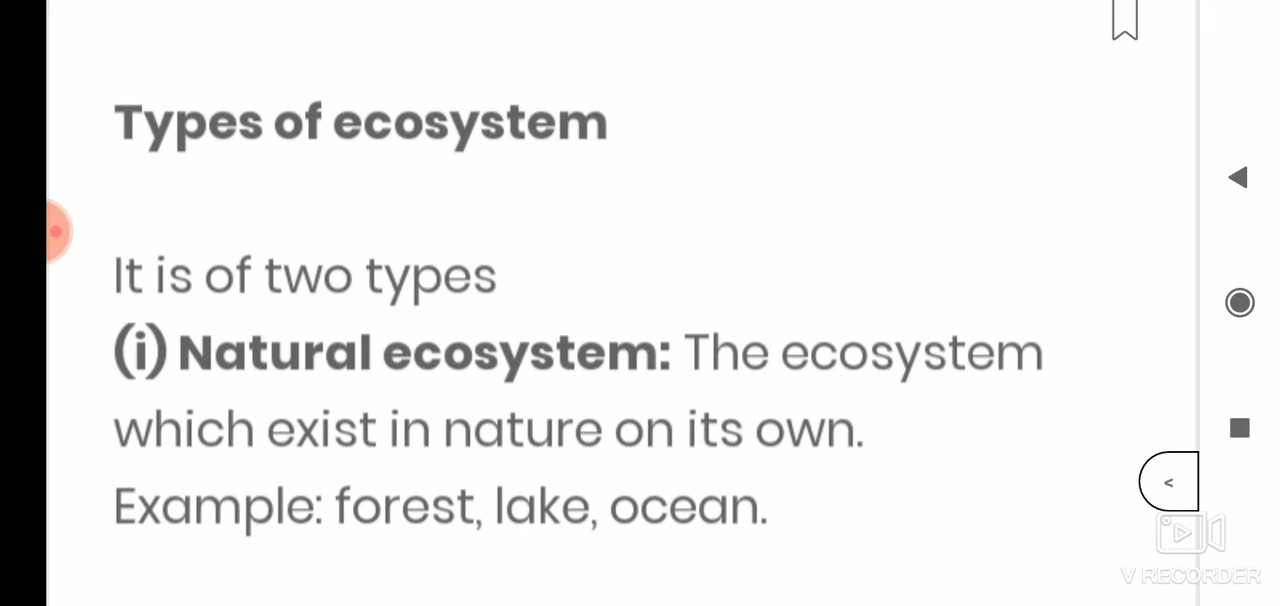 Types of ecosystem
It is of two types
(i) Natural ecosystem: The ecosystem
which exist in nature on its own.
Example: forest, lake, ocean.
<
V RECORDER